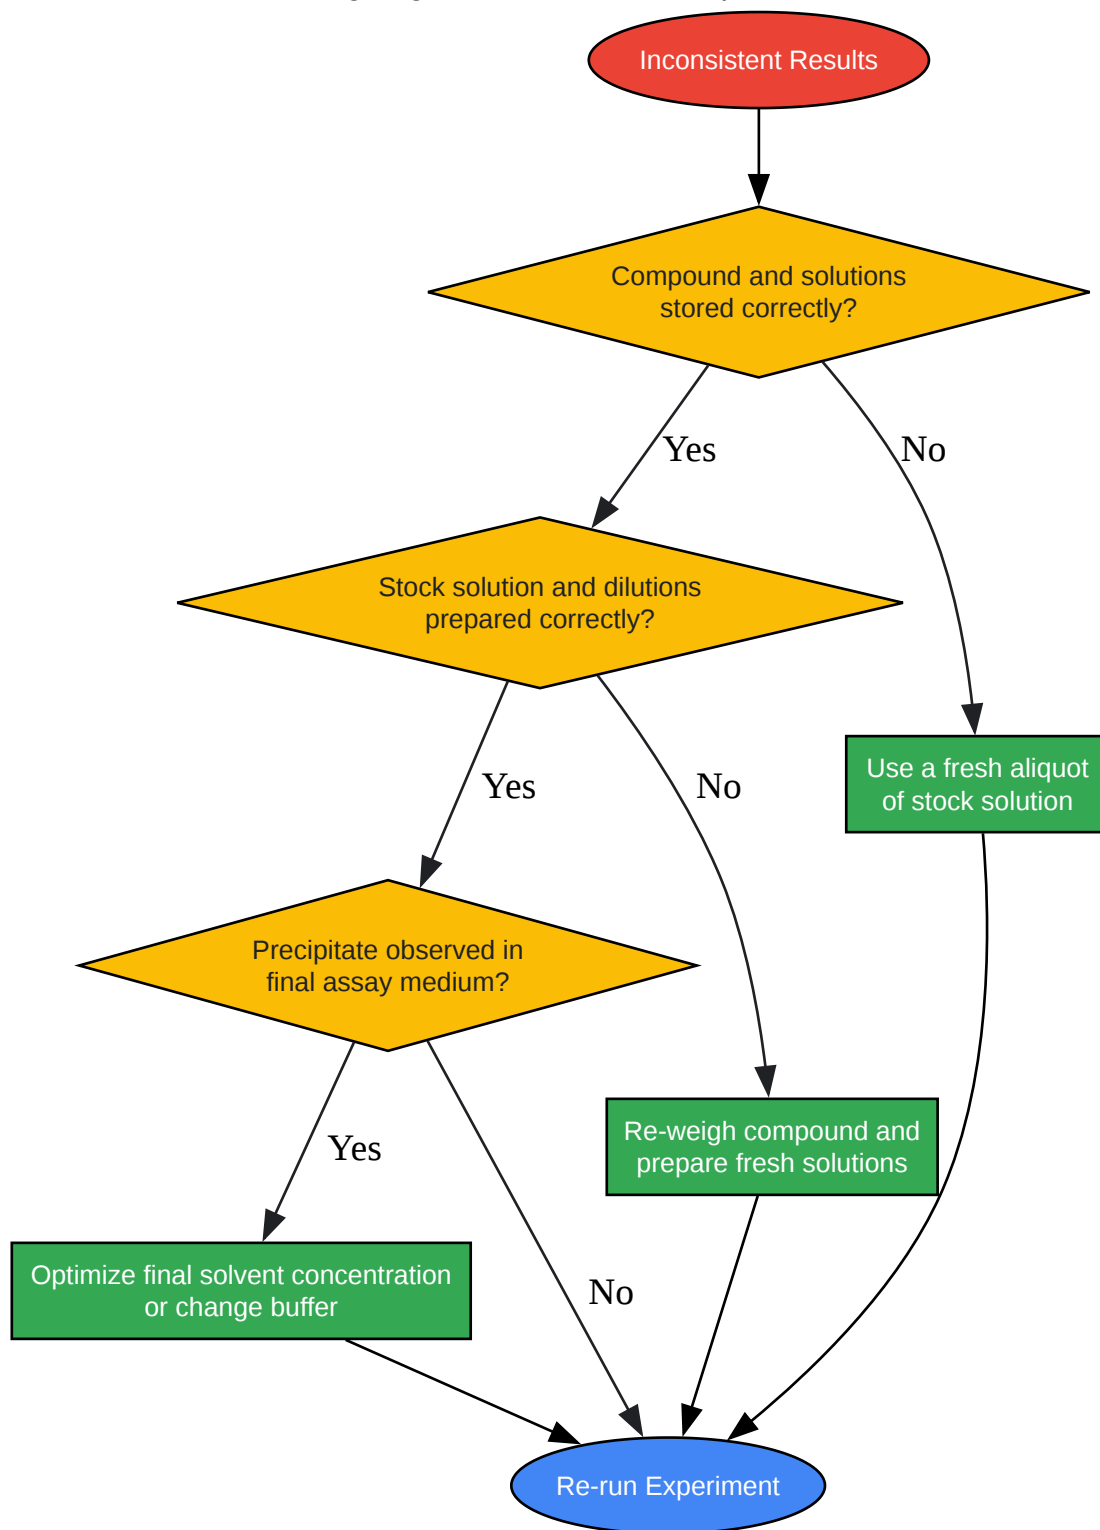 Inconsistent Results
Compound and solutions
stored correctly?
Yes
No
Stock solution and dilutions
prepared correctly?
Yes
No
Use a fresh aliquot
of stock solution
Precipitate observed in
final assay medium?
Yes
No
Re-weigh compound and
prepare fresh solutions
Optimize final solvent concentration
or change buffer
Re-run Experiment